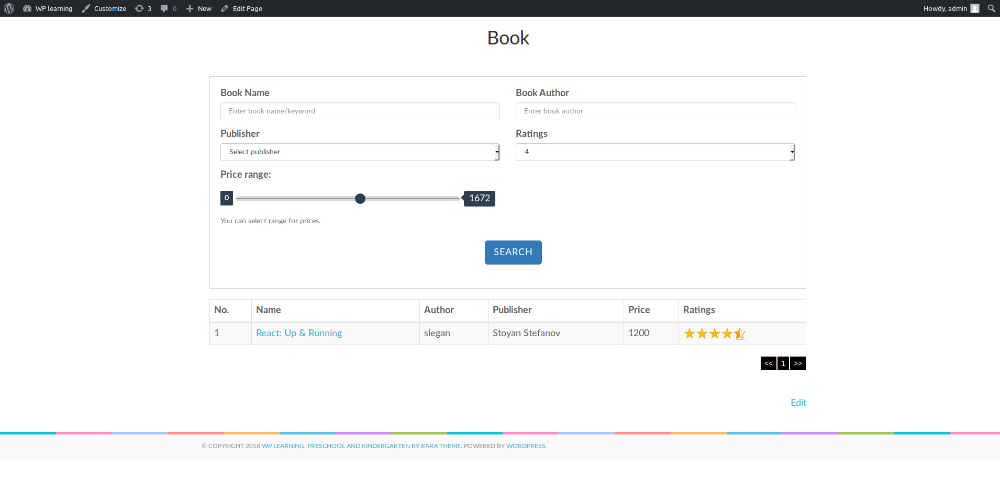 WP learning Customize 3 0 New Edit Page Howdy, admin
Book
Book Name Book Author
Enter book name/keyword Enter book author
Publisher Ratings
Select publisher 4
Price range:
0 1672
You can select range for prices.
SEARCH
No. Name Author Publisher Price Ratings
1 React: Up & Running slegan Stoyan Stefanov 1200
<< 1 >>
Edit
© COPYRIGHT 2018 WP LEARNING. PRESCHOOL AND KINDERGARTEN BY RARA THEME. POWERED BY WORDPRESS.